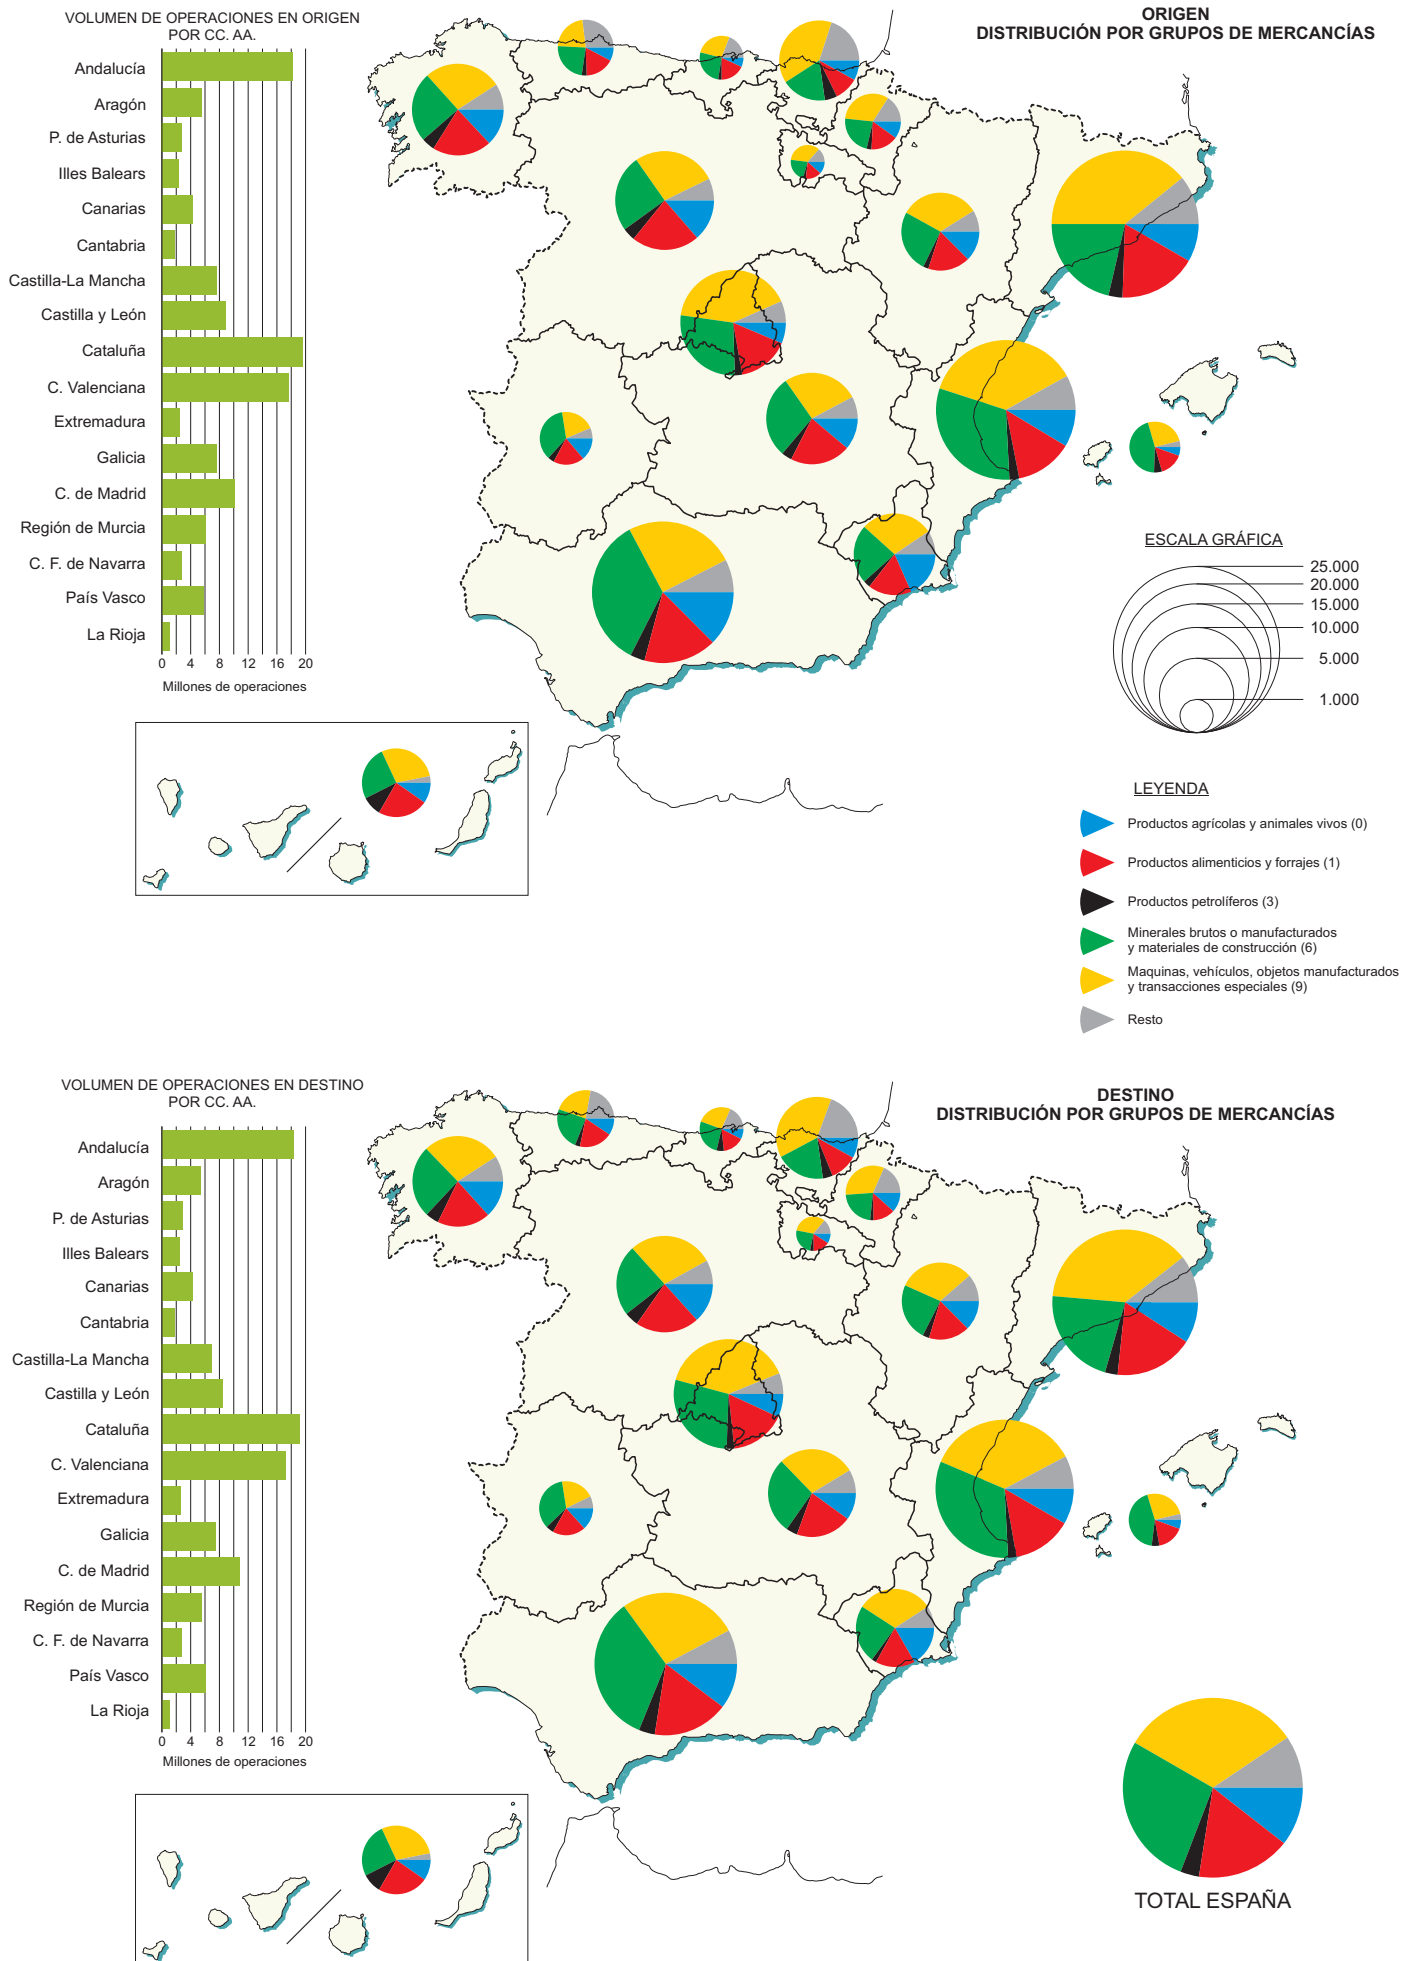 VOLUMEN DE OPERACIONES EN ORIGEN
POR CC. AA.
Andalucía
Aragón
P. de Asturias
Illes Balears
Canarias
Cantabria
Castilla-La Mancha
Castilla y León
Cataluña
C. Valenciana
Extremadura
Galicia
C. de Madrid
Región de Murcia
C. F. de Navarra
País Vasco
La Rioja
0 4 8 12 16 20
Millones de operaciones
ORIGEN
DISTRIBUCIÓN POR GRUPOS DE MERCANCÍAS
ESCALA GRÁFICA
25.000
20.000
15.000
10.000
5.000
1.000
LEYENDA
Productos agrícolas y animales vivos (0)
Productos alimenticios y forrajes (1)
Productos petrolíferos (3)
Minerales brutos o manufacturados
y materiales de construcción (6)
Maquinas, vehículos, objetos manufacturados
y transacciones especiales (9)
Resto
VOLUMEN DE OPERACIONES EN DESTINO
POR CC. AA.
Andalucía
Aragón
P. de Asturias
Illes Balears
Canarias
Cantabria
Castilla-La Mancha
Castilla y León
Cataluña
C. Valenciana
Extremadura
Galicia
C. de Madrid
Región de Murcia
C. F. de Navarra
País Vasco
La Rioja
0 4 8 12 16 20
Millones de operaciones
DESTINO
DISTRIBUCIÓN POR GRUPOS DE MERCANCÍAS
TOTAL ESPAÑA